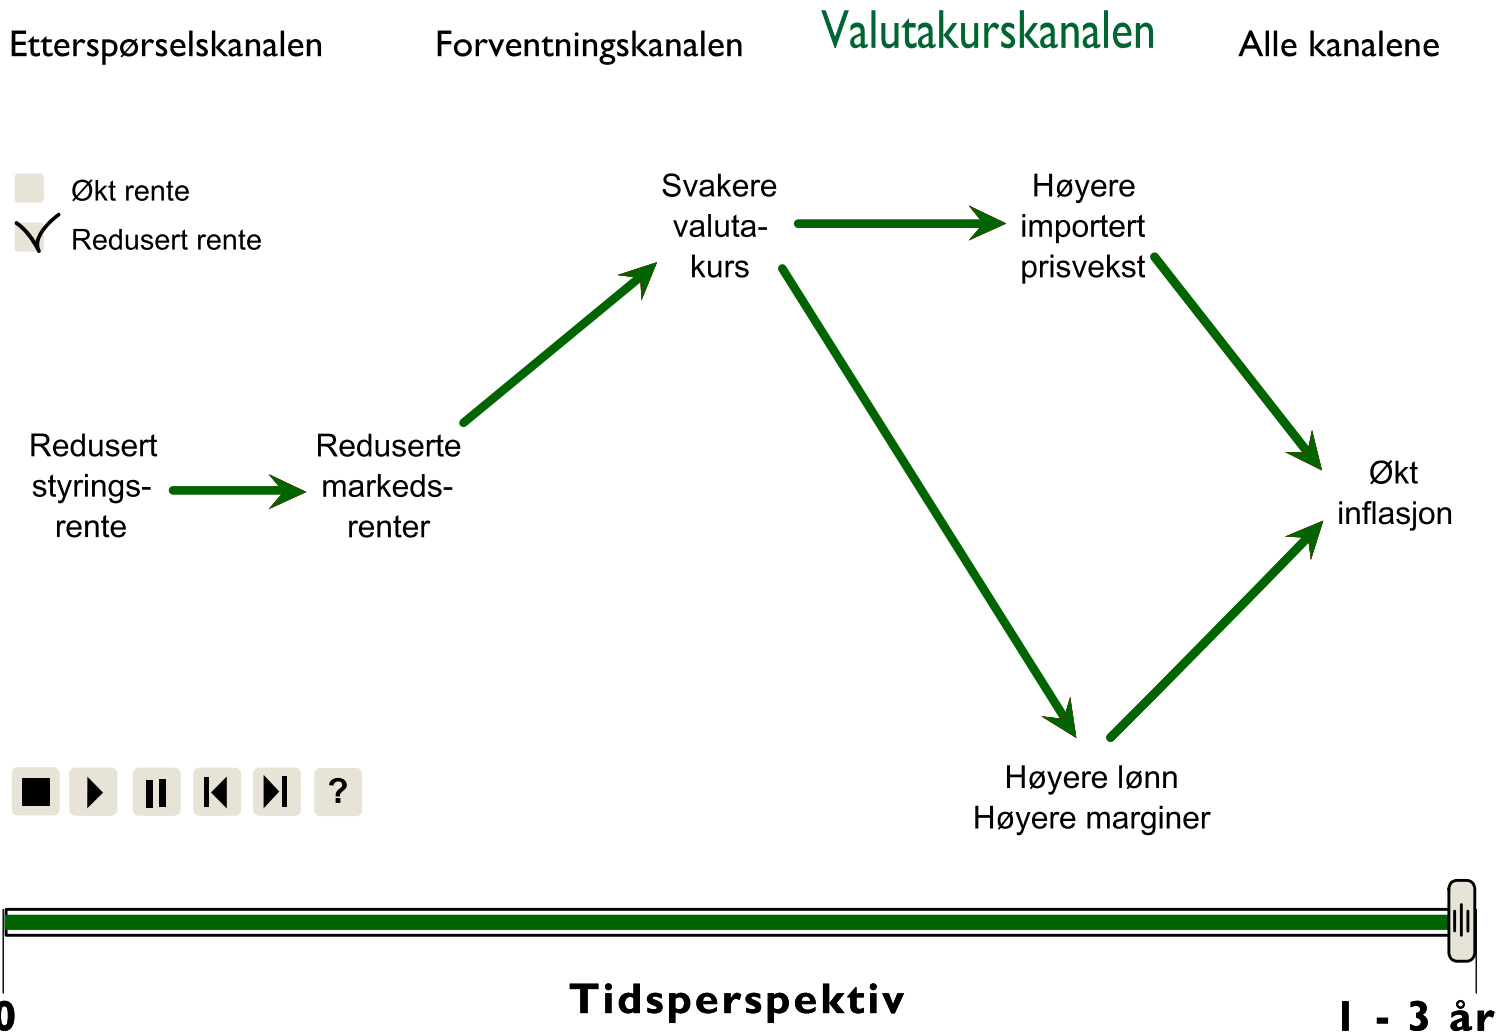 Etterspørselskanalen
Forventningskanalen
Valutakurskanalen
Alle kanalene
Økt rente
Redusert rente
Svakere
valuta-
kurs
Høyere
importert
prisvekst
Redusert
styrings-
rente
Reduserte
markeds-
renter
Økt
inflasjon
Høyere lønn
Høyere marginer
?
0
Tidsperspektiv
1 - 3 år